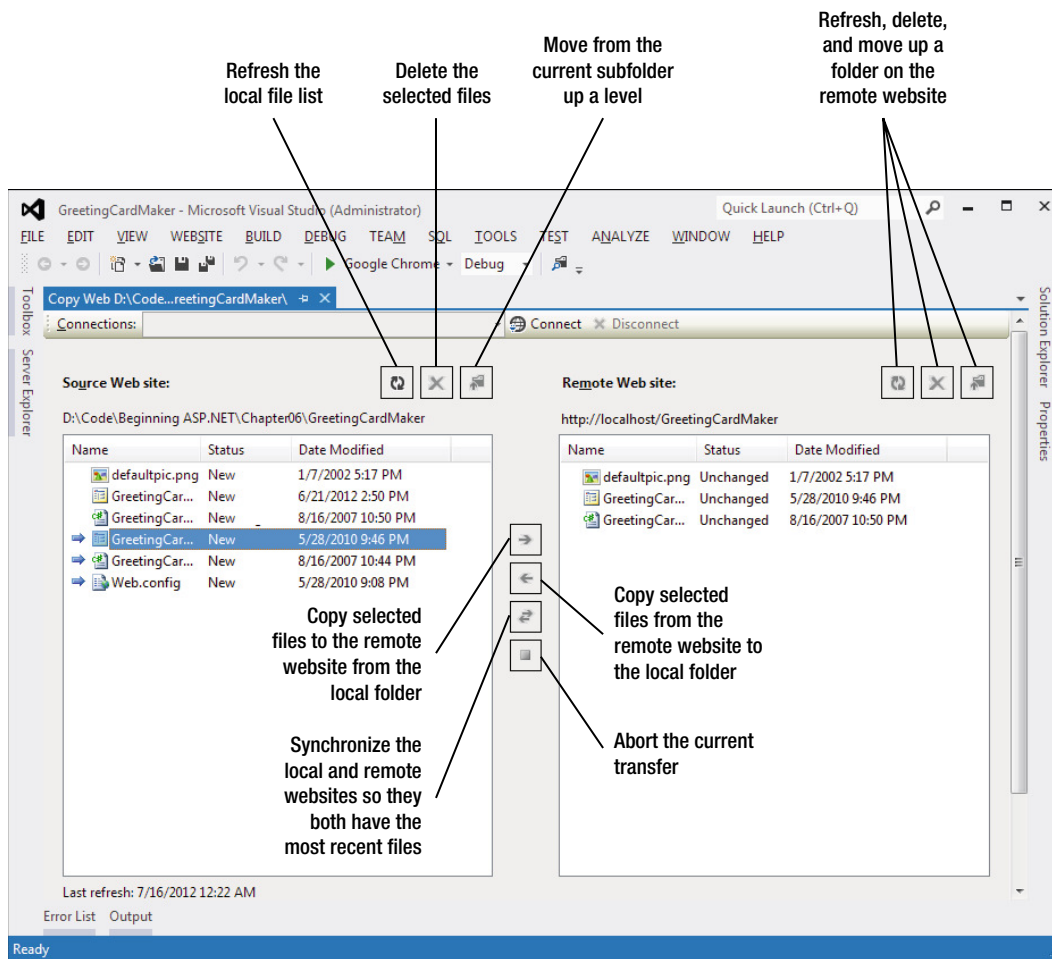 Refresh the
local file list
Delete the
selected files
Move from the
current subfolder
up a level
Refresh, delete,
and move up a
folder on the
remote website
GreetingCardMaker - Microsoft Visual Studio (Administrator)
Quick Launch (Ctrl+Q)
FILE EDIT VIEW WEBSITE BUILD DEBUG TEAM SQL TOOLS TEST ANALYZE WINDOW HELP
Google Chrome Debug
Toolbox
Server Explorer
Copy Web D:\Code...reetingCardMaker\
Connections: Connect Disconnect
Solution Explorer
Properties
Source Web site:
D:\Code\Beginning ASP.NET\Chapter06\GreetingCardMaker
Name Status Date Modified
defaultpic.png New 1/7/2002 5:17 PM
GreetingCar... New 6/21/2012 2:50 PM
GreetingCar... New 8/16/2007 10:50 PM
GreetingCar... New 5/28/2010 9:46 PM
GreetingCar... New 8/16/2007 10:44 PM
Web.config New 5/28/2010 9:08 PM
Remote Web site:
http://localhost/GreetingCardMaker
Name Status Date Modified
defaultpic.png Unchanged 1/7/2002 5:17 PM
GreetingCar... Unchanged 5/28/2010 9:46 PM
GreetingCar... Unchanged 8/16/2007 10:50 PM
Copy selected
files to the remote
website from the
local folder
Synchronize the
local and remote
websites so they
both have the
most recent files
Copy selected
files from the
remote website to
the local folder
Abort the current
transfer
Last refresh: 7/16/2012 12:22 AM
Error List Output
Ready